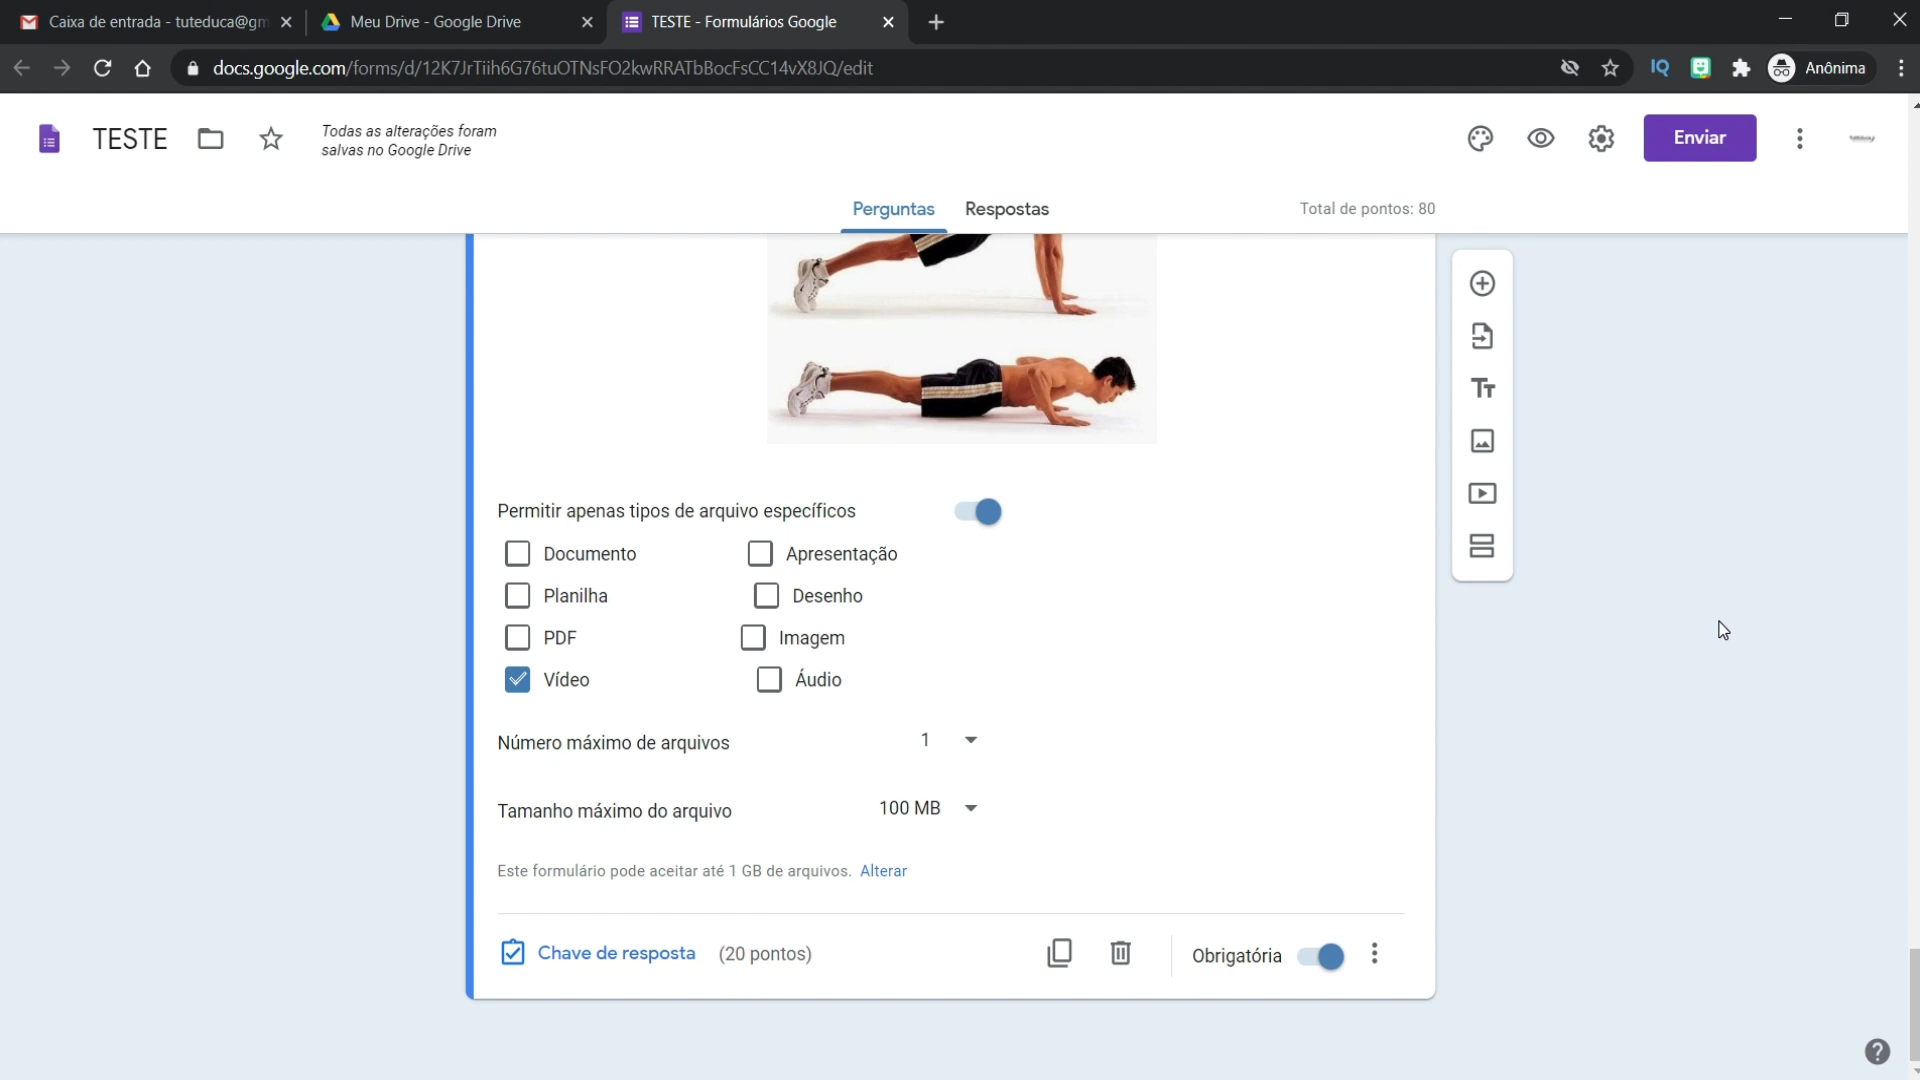 Caixa de entrada - tuteduca@gm
Meu Drive - Google Drive
TESTE - Formulários Google
docs.google.com/forms/d/12K7JrTiih6G76tuOTNsFO2kwRRATbBocFsCC14vX8JQ/edit
IQ
Anônima
TESTE
Todas as alterações foram
salvas no Google Drive
Enviar
Perguntas
Respostas
Total de pontos: 80
Permitir apenas tipos de arquivo específicos
Documento
Apresentação
Planilha
Desenho
PDF
Imagem
Vídeo
Áudio
Número máximo de arquivos
1
Tamanho máximo do arquivo
100 MB
Este formulário pode aceitar até 1 GB de arquivos. Alterar
Chave de resposta (20 pontos)
Obrigatória